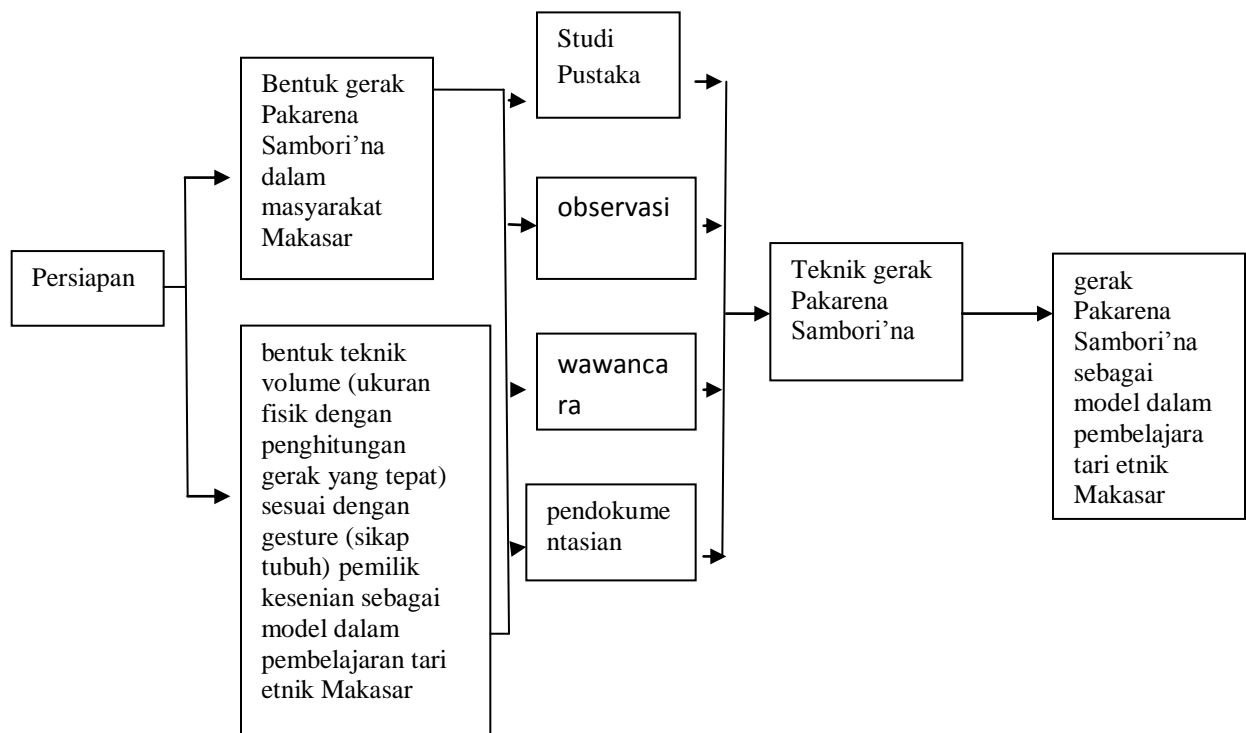 Persiapan
Bentuk gerak
Pakarena
Sambori’na
dalam
masyarakat
Makasar
bentuk teknik
volume (ukuran
fisik dengan
penghitungan
gerak yang tepat)
sesuai dengan
gesture (sikap
tubuh) pemilik
kesenian sebagai
model dalam
pembelajaran tari
etnik Makasar
Studi
Pustaka
observasi
wawanca
ra
pendokume
ntasian
Teknik gerak
Pakarena
Sambori’na
gerak
Pakarena
Sambori’na
sebagai
model dalam
pembelajara
tari etnik
Makasar